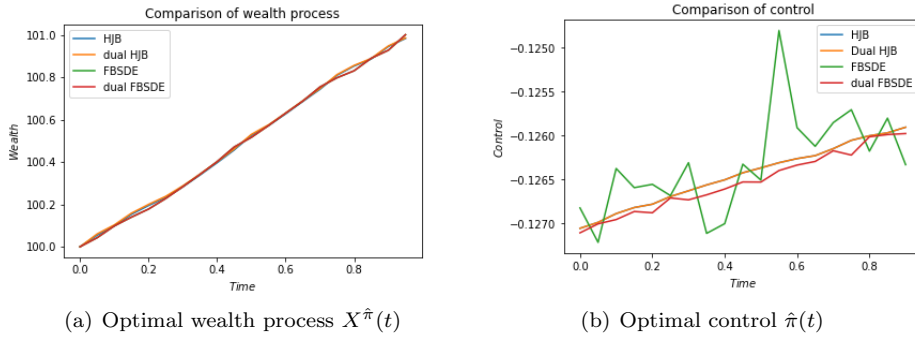 Comparison of wealth process
HJB
dual HJB
FBSDE
dual FBSDE
Wealth
101.0
100.8
100.6
100.4
100.2
100.0
0.0 0.2 0.4 0.6 0.8
Time
(a) Optimal wealth process X^π̂(t)
Comparison of control
HJB
Dual HJB
FBSDE
dual FBSDE
Control
−0.1250
−0.1255
−0.1260
−0.1265
−0.1270
0.0 0.2 0.4 0.6 0.8
Time
(b) Optimal control π̂(t)